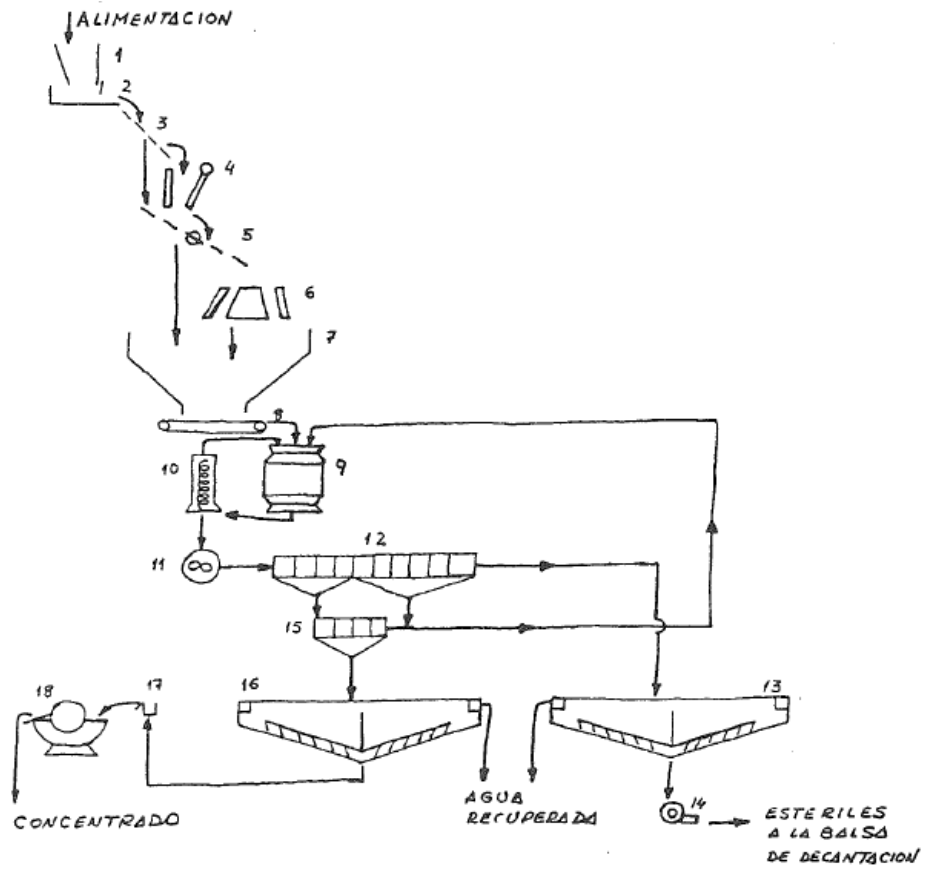 ALIMENTACION
1
2
3
4
5
6
7
8
9
10
11
12
15
16
13
17
18
14
CONCENTRADO
AGUA
RECUPERADA
ESTERILES
A LA BALSA
DE DECANTACION